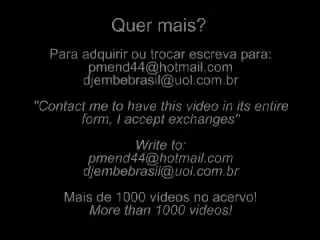 Quer mais?
Para adquirir ou trocar escreva para:
pmend44@hotmail.com
djembebrasil@uol.com.br
"Contact me to have this video in its entire
form, I accept exchanges"
Write to:
pmend44@hotmail.com
djembebrasil@uol.com.br
Mais de 1000 videos no acervo!
More than 1000 videos!